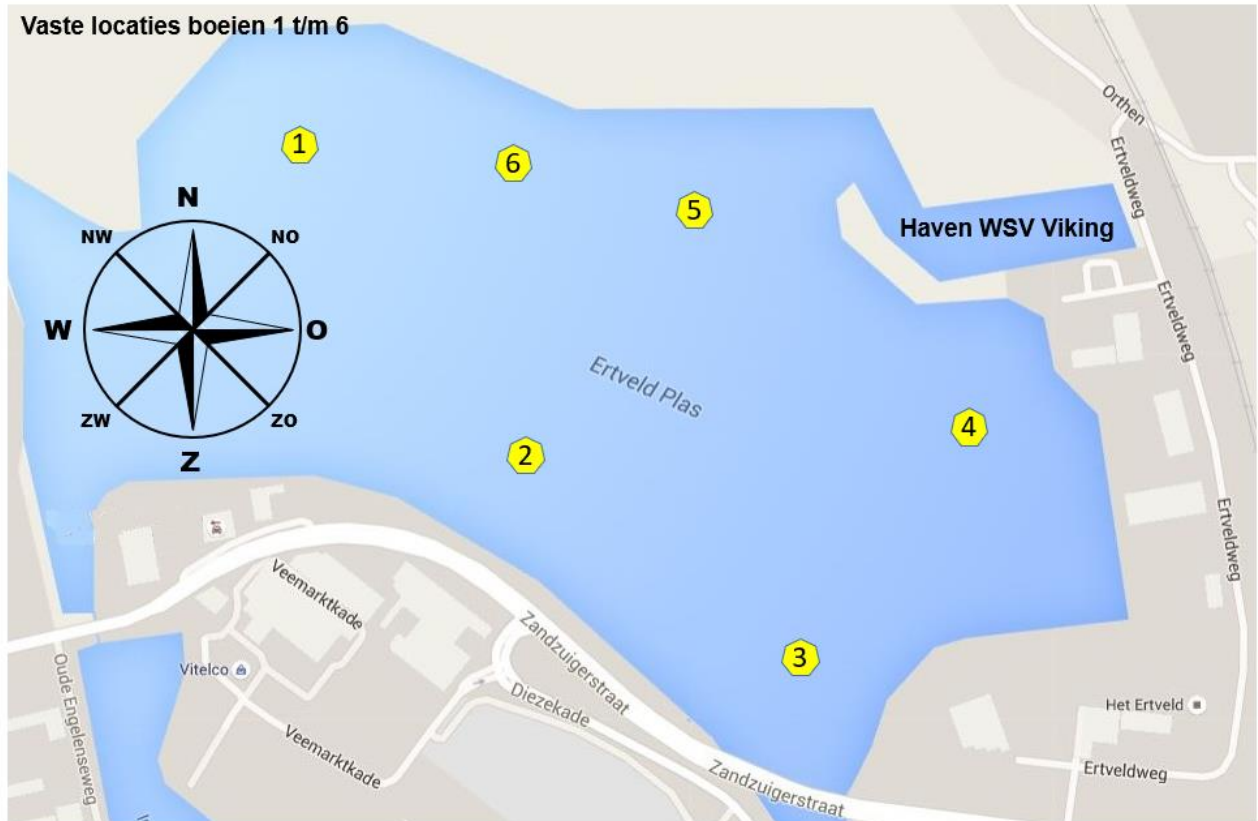 Vaste locaties boeien 1 t/m 6
Orthen
Ertveldweg
1
6
5
Haven WSV Viking
N
NW
NO
W
O
ZW
ZO
Z
Ertveldweg
Ertveld Plas
4
2
Ertveldweg
Veemarktkade
Zandzuigerstraat
3
Oude Engelenseweg
Vitelco
Diezekade
Het Ertveld
Veemarktkade
Zandzuigerstraat
Ertveldweg